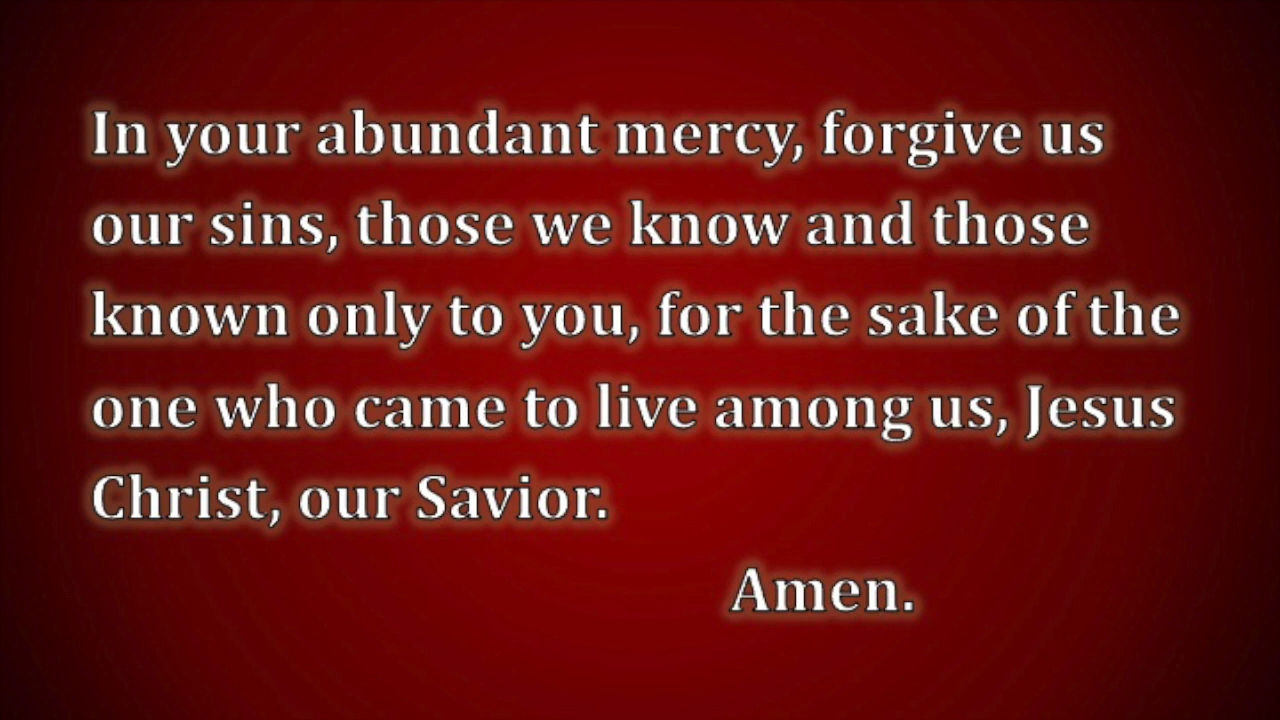 In your abundant mercy, forgive us
our sins, those we know and those
known only to you, for the sake of the
one who came to live among us, Jesus
Christ, our Savior.
Amen.